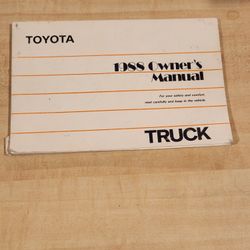 TOYOTA
1988 Owner's
Manual
For your safety and comfort,
read carefully and keep in the vehicle.
TRUCK